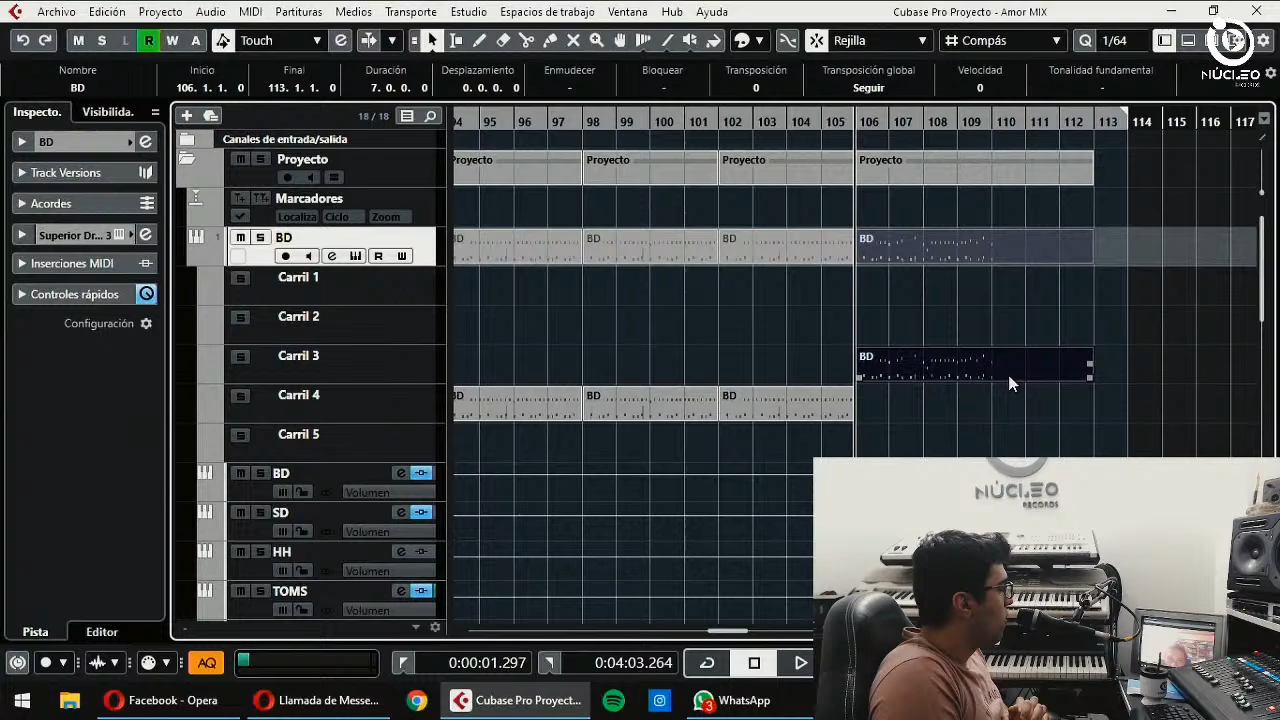 Archivo Edición Proyecto Audio MIDI Partituras Medios Transporte Estudio Espacios de trabajo Ventana Hub Ayuda Cubase Pro Proyecto - Amor MIX
M S L R W A Touch Rejilla Compás Q 1/64
NÚCLEO
Nombre Inicio Final Duración Desplazamiento Enmudecer Bloquear Transposición Transposición global Velocidad Tonalidad fundamental
BD 106. 1. 1. 0 113. 1. 1. 0 7. 0. 0. 0 0. 0. 0. 0 - - 0 Seguir 0 -
Inspecto. Visibilida.
18 / 18
94 95 96 97 98 99 100 101 102 103 104 105 106 107 108 109 110 111 112 113 114 115 116 117
BD
Track Versions
Acordes
Superior Dr... 3
Inserciones MIDI
Controles rápidos
Configuración
Pista Editor
Canales de entrada/salida
m S Proyecto
Proyecto Proyecto Proyecto Proyecto
Marcadores
Localiza Ciclo Zoom
1 m S BD
R W
BD BD BD BD
Carril 1
Carril 2
Carril 3
BD
Carril 4
BD BD BD
Carril 5
m S BD e
Volumen
m S SD e
Volumen
m S HH e
Volumen
m S TOMS e
Volumen
NÚCLEO
RECORDS
AQ 0:00:01.297 0:04:03.264
Facebook - Opera Llamada de Messe... Cubase Pro Proyect... 3 WhatsApp